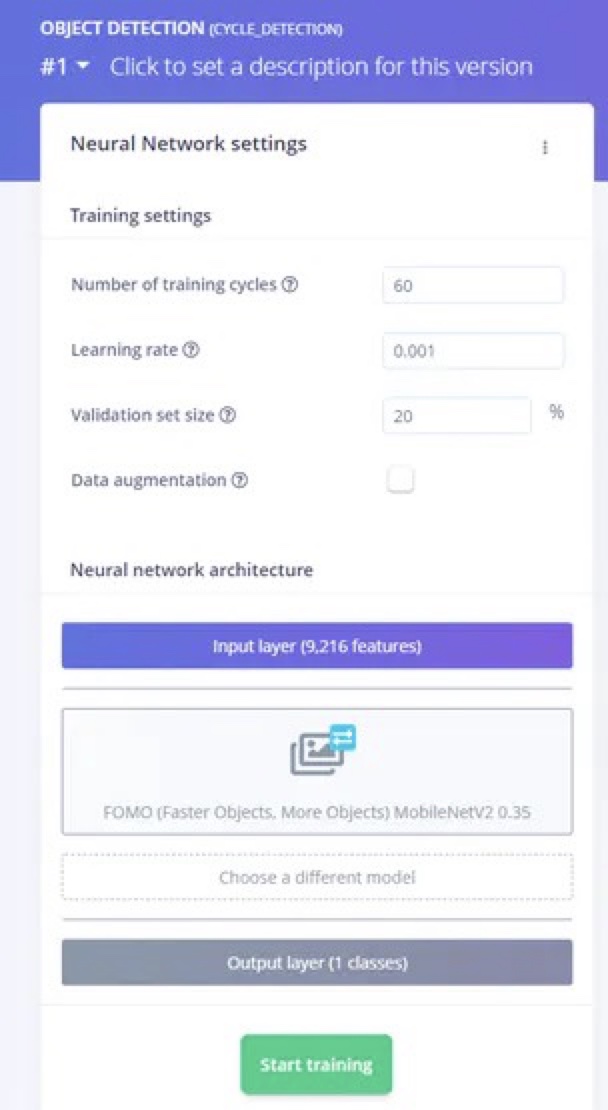 OBJECT DETECTION (CYCLE_DETECTION)
#1 Click to set a description for this version
Neural Network settings
Training settings
Number of training cycles ?
60
Learning rate ?
0.001
Validation set size ?
20 %
Data augmentation ?
Neural network architecture
Input layer (9,216 features)
FOMO (Faster Objects, More Objects) MobileNetV2 0.35
Choose a different model
Output layer (1 classes)
Start training